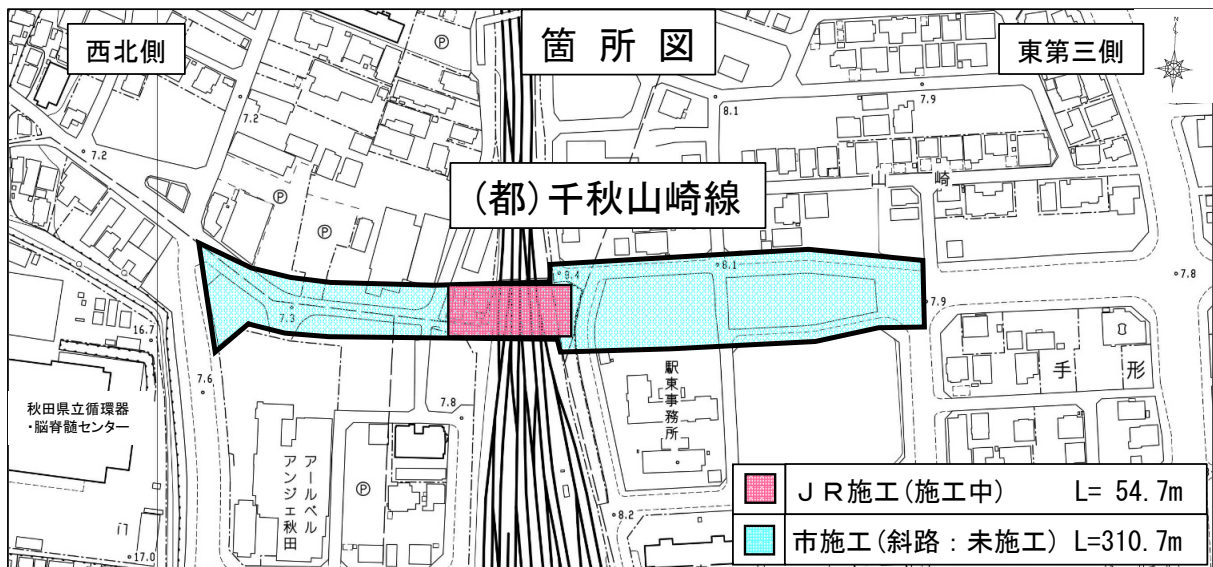 西北側
箇所図
東第三側
N
7.9
8.1
7.2
7.2
Ⓟ
Ⓟ
Ⓟ
(都)千秋山崎線
山崎
8.4
8.1
7.8
7.9
7.3
16.7
7.6
秋田県立循環器
・脳脊髄センター
駅東事務所
手形
7.8
アールベル
アンジェ秋田
Ⓟ
8.2
17.0
ＪＲ施工(施工中) L= 54.7m
市施工(斜路：未施工) L=310.7m